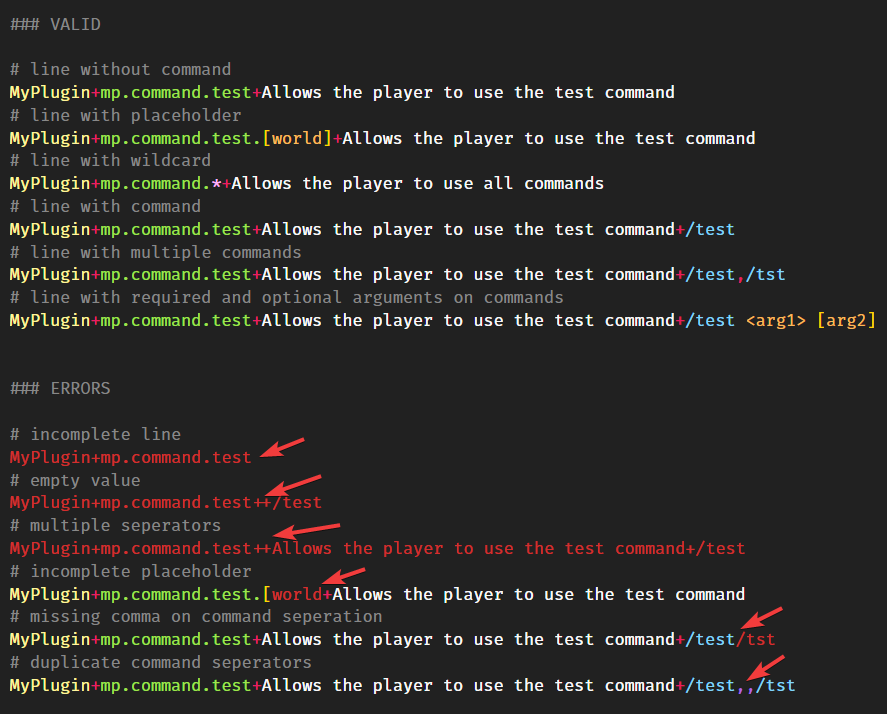 ### VALID
# line without command
MyPlugin+mp.command.test+Allows the player to use the test command
# line with placeholder
MyPlugin+mp.command.test.[world]+Allows the player to use the test command
# line with wildcard
MyPlugin+mp.command.*+Allows the player to use all commands
# line with command
MyPlugin+mp.command.test+Allows the player to use the test command+/test
# line with multiple commands
MyPlugin+mp.command.test+Allows the player to use the test command+/test,/tst
# line with required and optional arguments on commands
MyPlugin+mp.command.test+Allows the player to use the test command+/test <arg1> [arg2]
### ERRORS
# incomplete line
MyPlugin+mp.command.test
# empty value
MyPlugin+mp.command.test++/test
# multiple seperators
MyPlugin+mp.command.test++Allows the player to use the test command+/test
# incomplete placeholder
MyPlugin+mp.command.test.[world+Allows the player to use the test command
# missing comma on command seperation
MyPlugin+mp.command.test+Allows the player to use the test command+/test/tst
# duplicate command seperators
MyPlugin+mp.command.test+Allows the player to use the test command+/test,,/tst